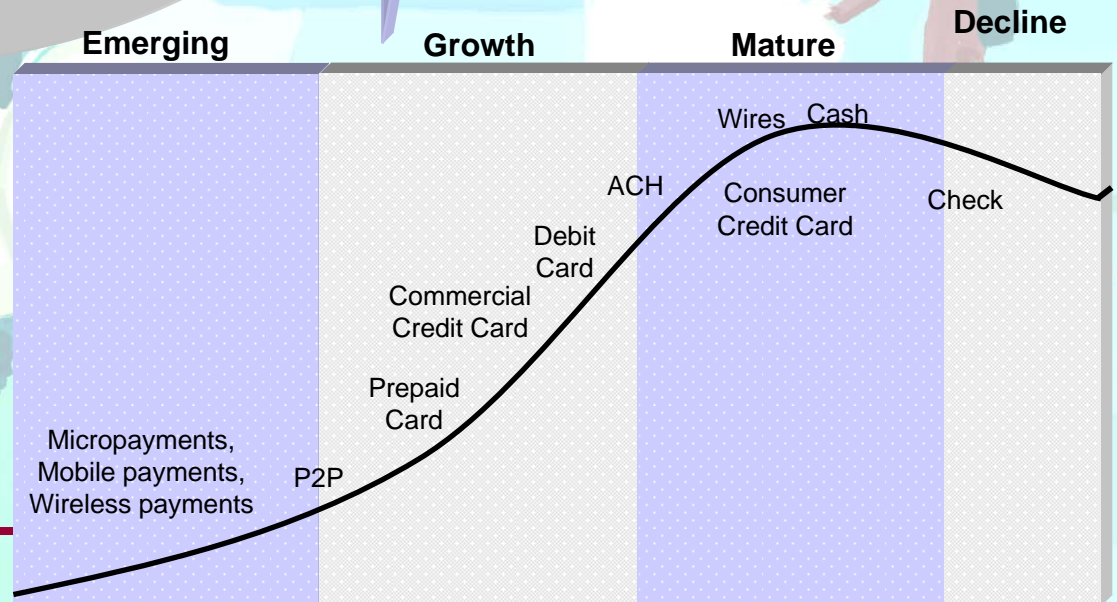 Emerging
Growth
Mature
Decline
Wires
Cash
ACH
Consumer
Credit Card
Check
Debit
Card
Commercial
Credit Card
Prepaid
Card
Micropayments,
Mobile payments,
Wireless payments
P2P